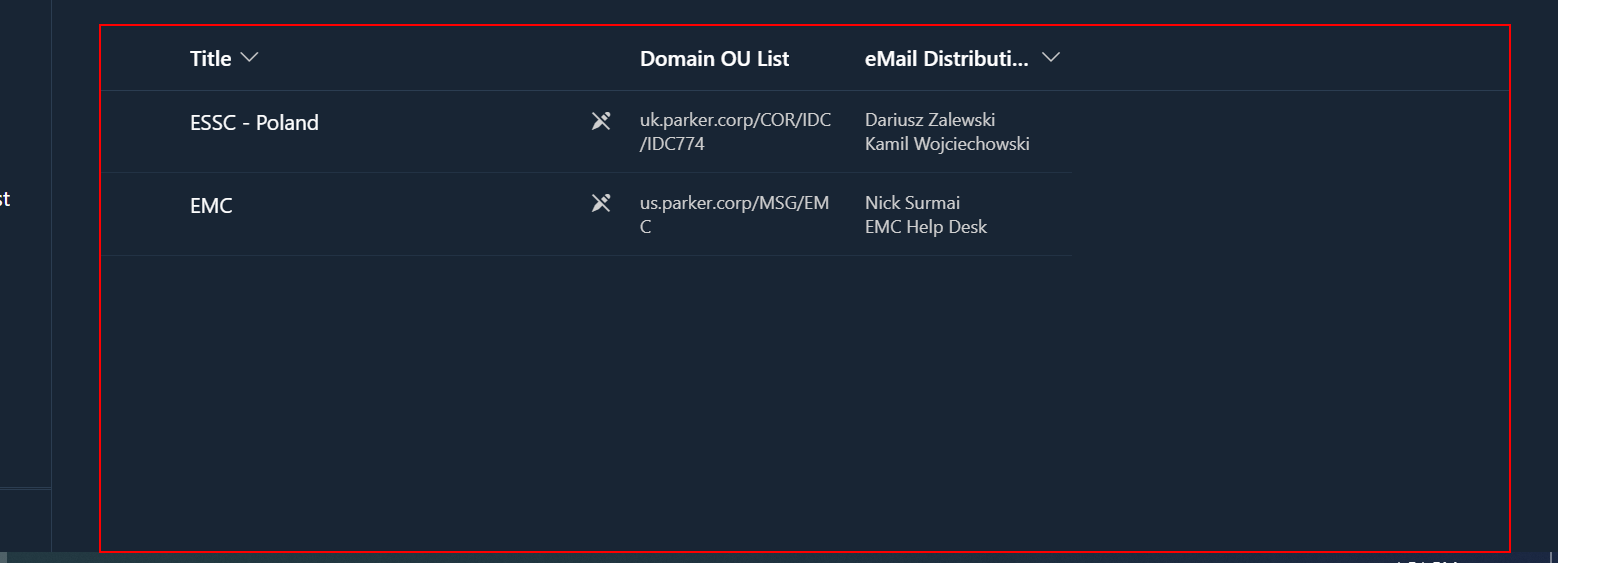 Title
Domain OU List
eMail Distributi...
ESSC - Poland
uk.parker.corp/COR/IDC
/IDC774
Dariusz Zalewski
Kamil Wojciechowski
st
EMC
us.parker.corp/MSG/EM
C
Nick Surmai
EMC Help Desk